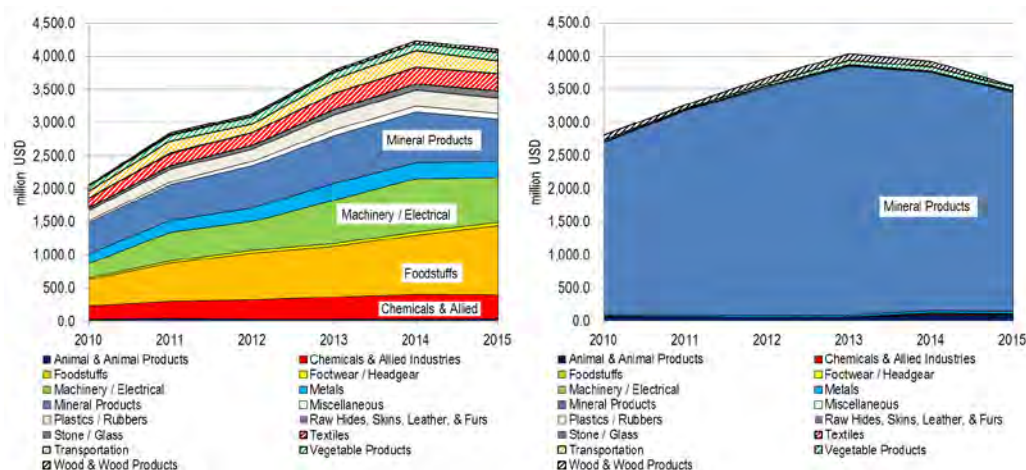 4,500.0
4,000.0
3,500.0
3,000.0
2,500.0
2,000.0
1,500.0
1,000.0
500.0
0.0
million USD
Mineral Products
Machinery / Electrical
Foodstuffs
Chemicals & Allied
2010 2011 2012 2013 2014 2015
Animal & Animal Products Chemicals & Allied Industries
Foodstuffs Footwear / Headgear
Machinery / Electrical Metals
Mineral Products Miscellaneous
Plastics / Rubbers Raw Hides, Skins, Leather, & Furs
Stone / Glass Textiles
Transportation Vegetable Products
Wood & Wood Products
4,500.0
4,000.0
3,500.0
3,000.0
2,500.0
2,000.0
1,500.0
1,000.0
500.0
0.0
million USD
Mineral Products
2010 2011 2012 2013 2014 2015
Animal & Animal Products Chemicals & Allied Industries
Foodstuffs Footwear / Headgear
Machinery / Electrical Metals
Mineral Products Miscellaneous
Plastics / Rubbers Raw Hides, Skins, Leather, & Furs
Stone / Glass Textiles
Transportation Vegetable Products
Wood & Wood Products